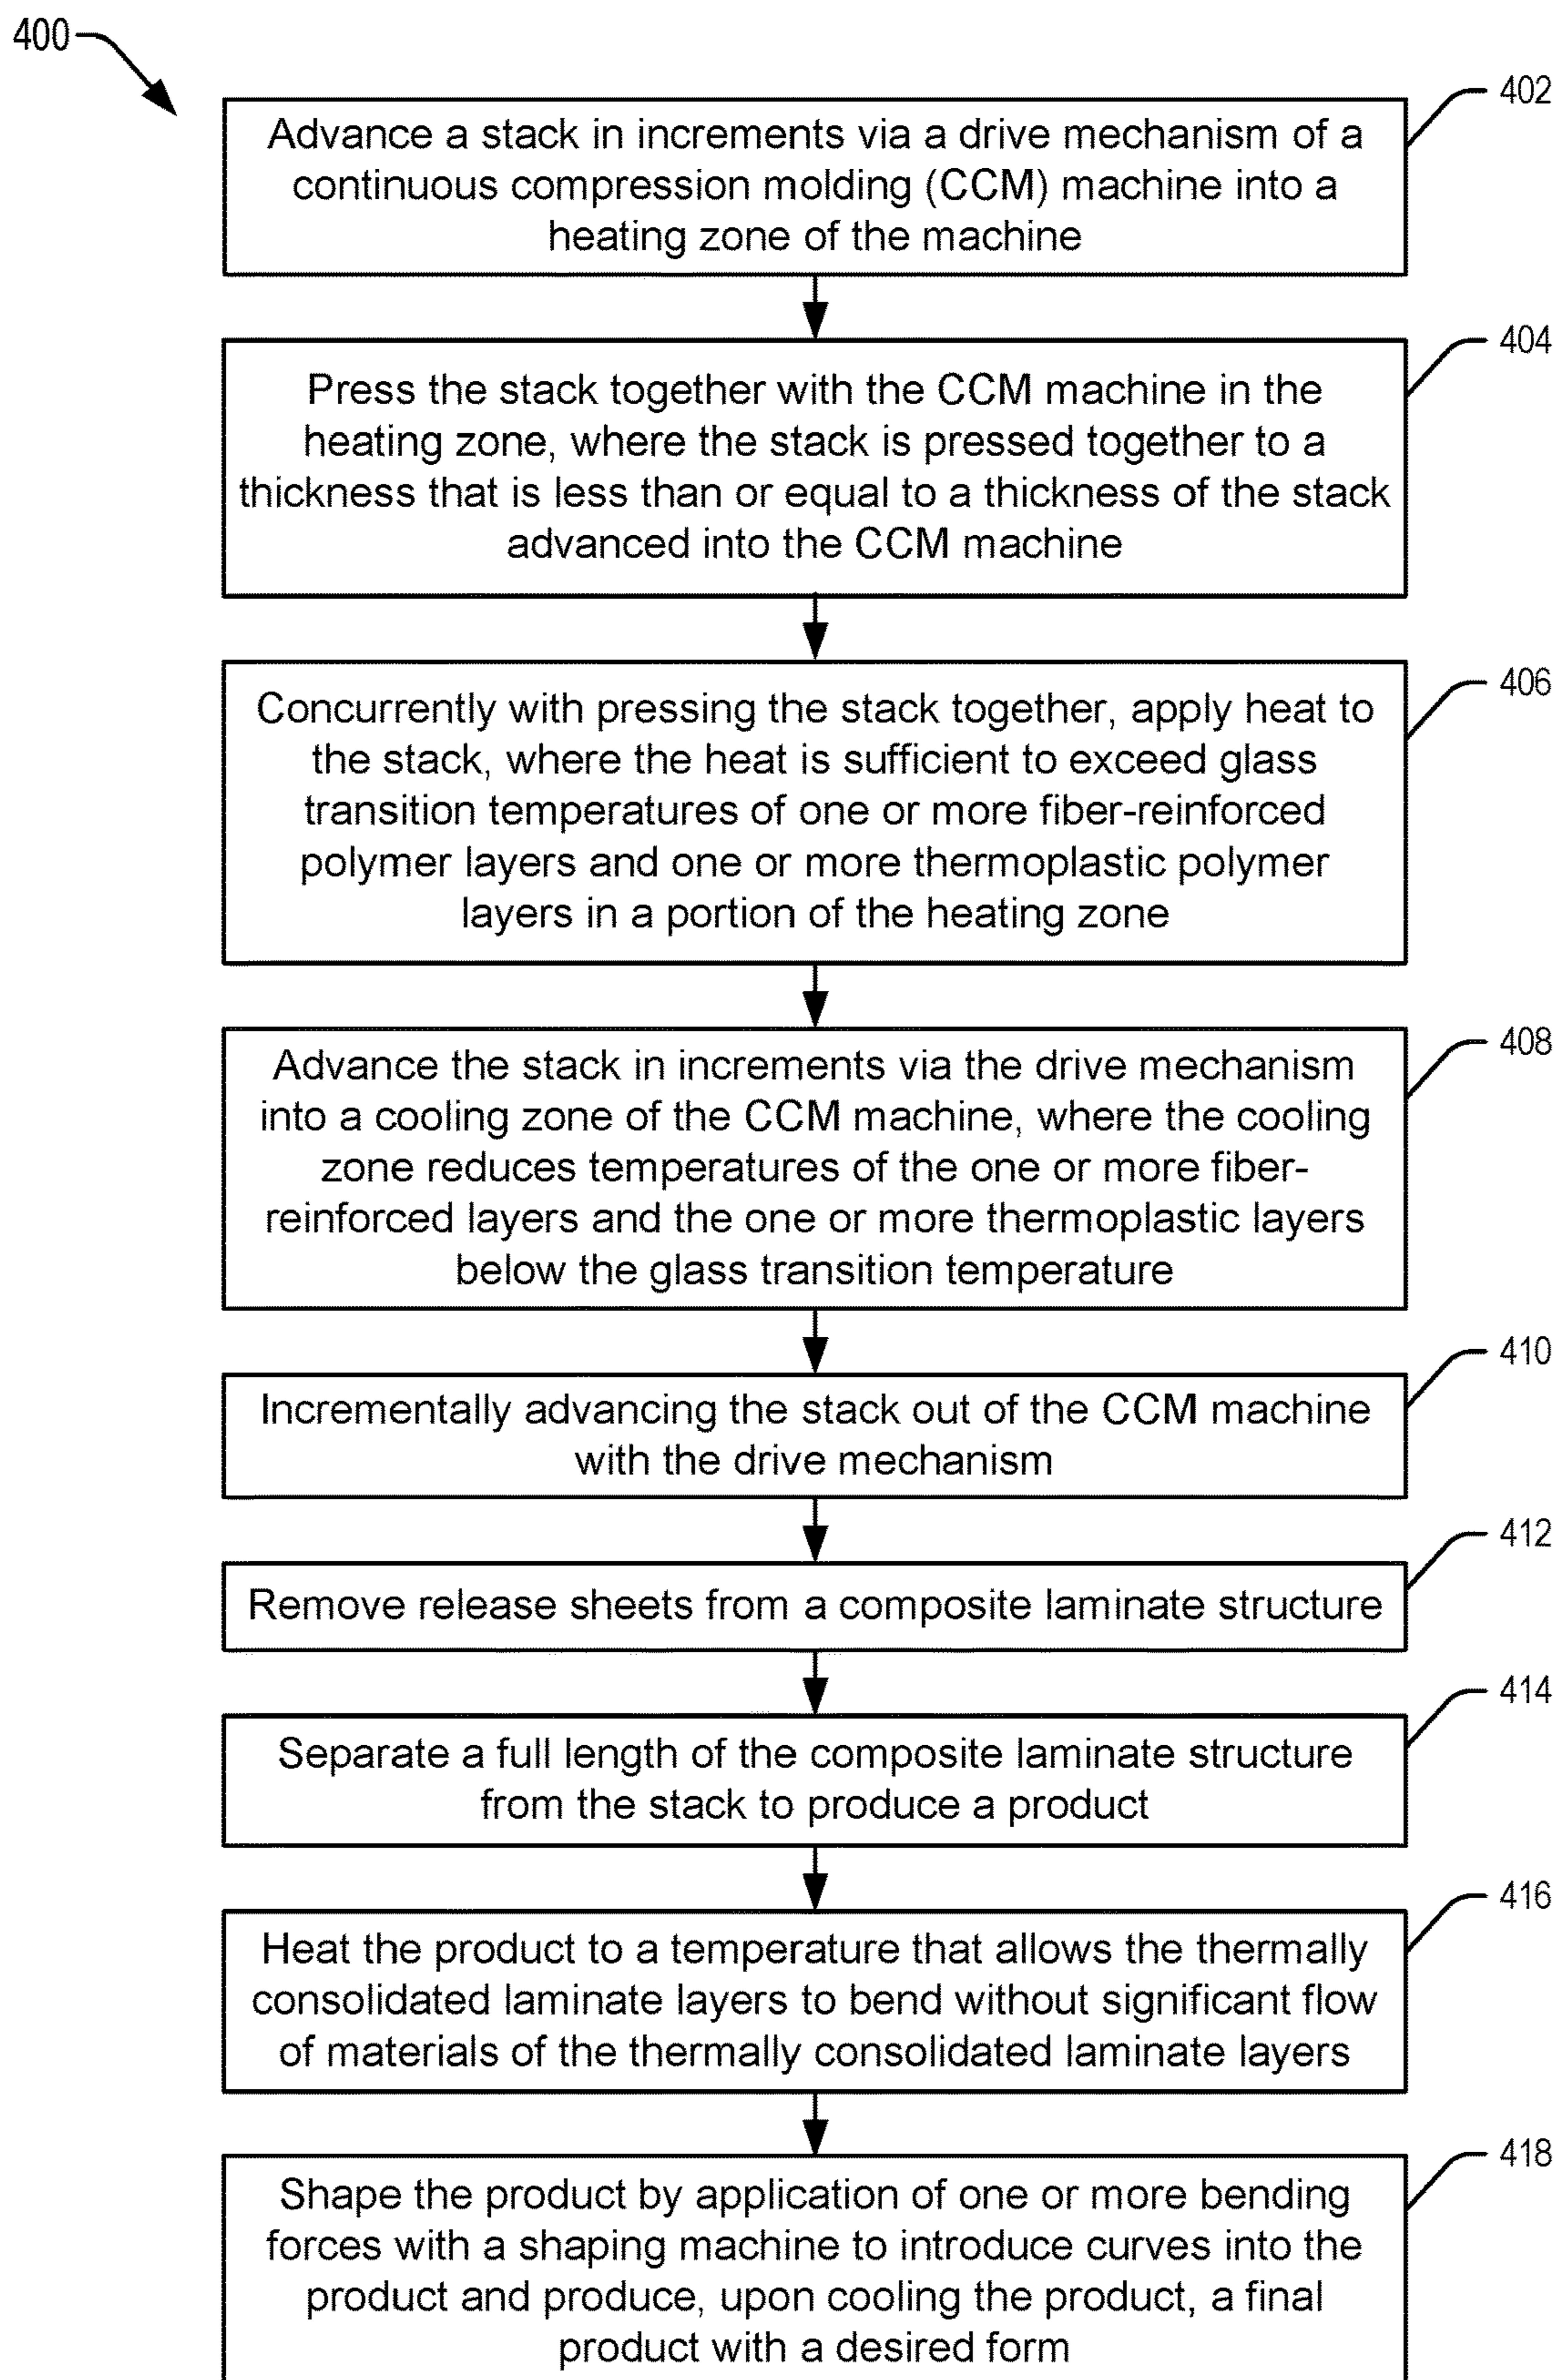 400
402
Advance a stack in increments via a drive mechanism of a
continuous compression molding (CCM) machine into a
heating zone of the machine
404
Press the stack together with the CCM machine in the
heating zone, where the stack is pressed together to a
thickness that is less than or equal to a thickness of the stack
advanced into the CCM machine
406
Concurrently with pressing the stack together, apply heat to
the stack, where the heat is sufficient to exceed glass
transition temperatures of one or more fiber-reinforced
polymer layers and one or more thermoplastic polymer
layers in a portion of the heating zone
408
Advance the stack in increments via the drive mechanism
into a cooling zone of the CCM machine, where the cooling
zone reduces temperatures of the one or more fiber-
reinforced layers and the one or more thermoplastic layers
below the glass transition temperature
410
Incrementally advancing the stack out of the CCM machine
with the drive mechanism
412
Remove release sheets from a composite laminate structure
414
Separate a full length of the composite laminate structure
from the stack to produce a product
416
Heat the product to a temperature that allows the thermally
consolidated laminate layers to bend without significant flow
of materials of the thermally consolidated laminate layers
418
Shape the product by application of one or more bending
forces with a shaping machine to introduce curves into the
product and produce, upon cooling the product, a final
product with a desired form